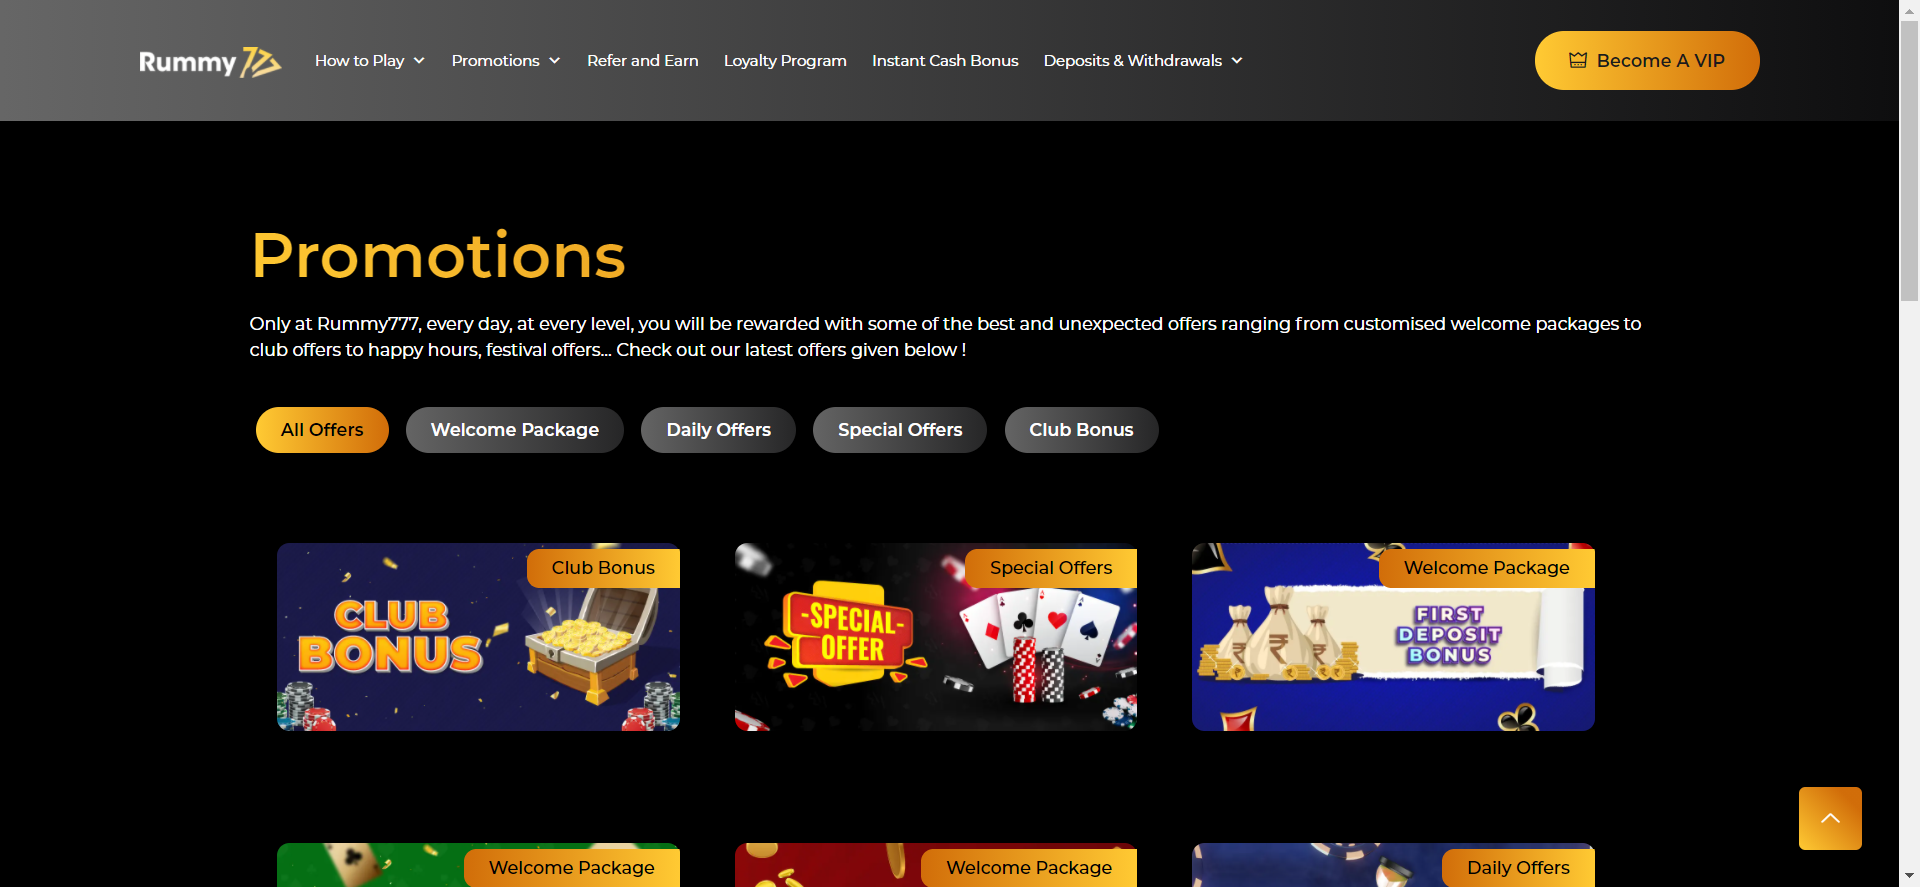 Rummy 77
How to Play
Promotions
Refer and Earn
Loyalty Program
Instant Cash Bonus
Deposits & Withdrawals
Become A VIP
Promotions
Only at Rummy777, every day, at every level, you will be rewarded with some of the best and unexpected offers ranging from customised welcome packages to
club offers to happy hours, festival offers... Check out our latest offers given below !
All Offers
Welcome Package
Daily Offers
Special Offers
Club Bonus
Club Bonus
CLUB
BONUS
Special Offers
-SPECIAL-
OFFER
Welcome Package
FIRST
DEPOSIT
BONUS
Welcome Package
Welcome Package
Daily Offers